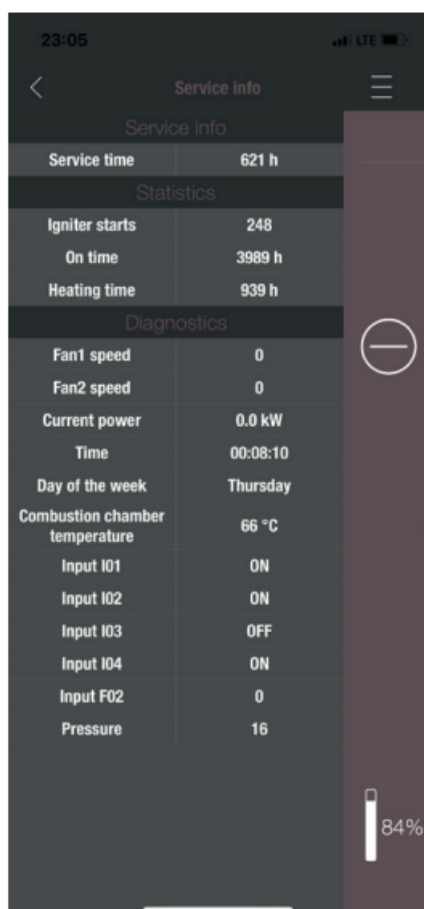 23:05 LTE
Service info
Service info
Service time 621 h
Statistics
Igniter starts 248
On time 3989 h
Heating time 939 h
Diagnostics
Fan1 speed 0
Fan2 speed 0
Current power 0.0 kW
Time 00:08:10
Day of the week Thursday
Combustion chamber
temperature 66 °C
Input I01 ON
Input I02 ON
Input I03 OFF
Input I04 ON
Input F02 0
Pressure 16
84%